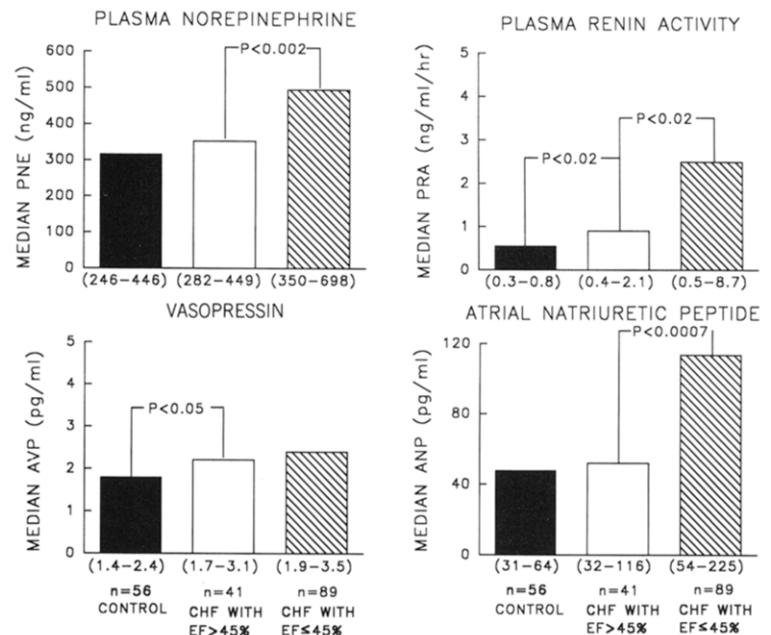 PLASMA NOREPINEPHRINE
MEDIAN PNE (ng/ml)
600
500
400
300
200
100
0
P<0.002
(246–446) (282–449) (350–698)
PLASMA RENIN ACTIVITY
MEDIAN PRA (ng/ml/hr)
5
4
3
2
1
0
P<0.02
P<0.02
(0.3–0.8) (0.4–2.1) (0.5–8.7)
VASOPRESSIN
MEDIAN AVP (pg/ml)
5
4
3
2
1
0
P<0.05
(1.4–2.4) (1.7–3.1) (1.9–3.5)
n=56 n=41 n=89
CONTROL CHF WITH CHF WITH
EF>45% EF≤45%
ATRIAL NATRIURETIC PEPTIDE
MEDIAN ANP (pg/ml)
120
80
40
0
P<0.0007
(31–64) (32–116) (54–225)
n=56 n=41 n=89
CONTROL CHF WITH CHF WITH
EF>45% EF≤45%